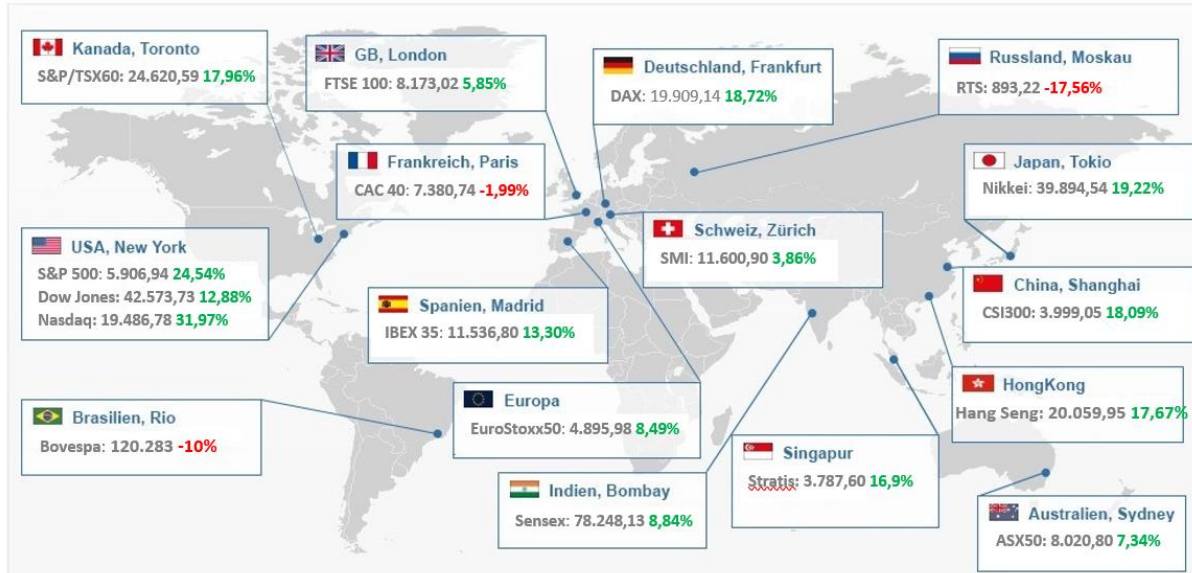 Kanada, Toronto
S&P/TSX60: 24.620,59 17,96%
GB, London
FTSE 100: 8.173,02 5,85%
Deutschland, Frankfurt
DAX: 19.909,14 18,72%
Russland, Moskau
RTS: 893,22 -17,56%
Frankreich, Paris
CAC 40: 7.380,74 -1,99%
Japan, Tokio
Nikkei: 39.894,54 19,22%
USA, New York
S&P 500: 5.906,94 24,54%
Dow Jones: 42.573,73 12,88%
Nasdaq: 19.486,78 31,97%
Schweiz, Zürich
SMI: 11.600,90 3,86%
Spanien, Madrid
IBEX 35: 11.536,80 13,30%
China, Shanghai
CSI300: 3.999,05 18,09%
Brasilien, Rio
Bovespa: 120.283 -10%
Europa
EuroStoxx50: 4.895,98 8,49%
HongKong
Hang Seng: 20.059,95 17,67%
Singapur
Stratis: 3.787,60 16,9%
Indien, Bombay
Sensex: 78.248,13 8,84%
Australien, Sydney
ASX50: 8.020,80 7,34%